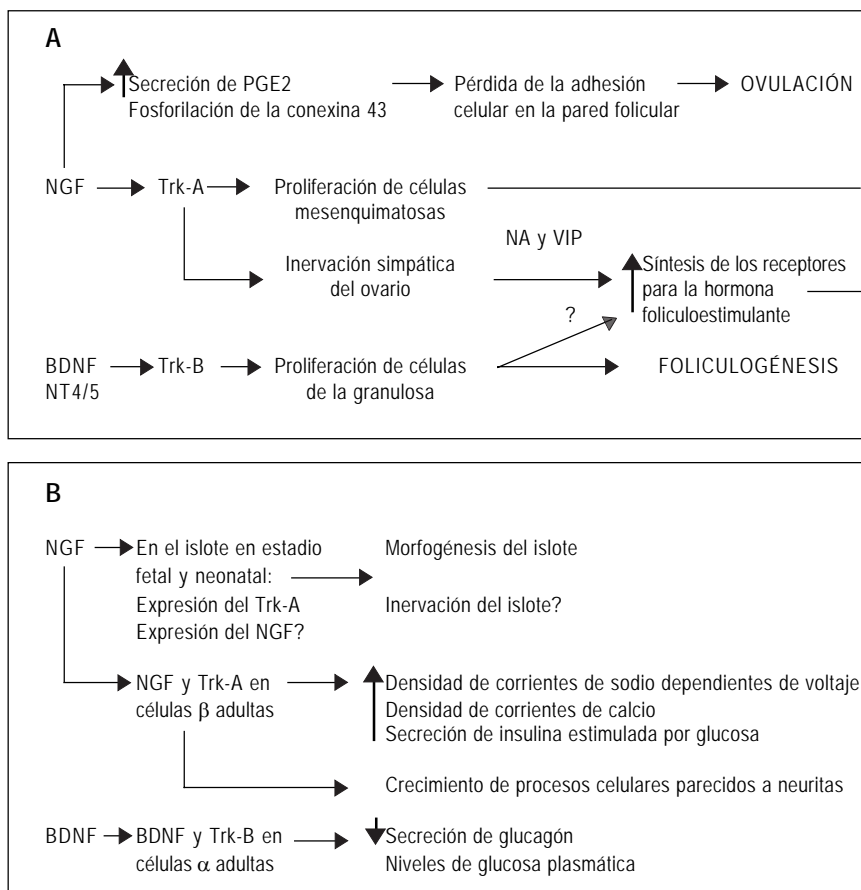 A
Secreción de PGE2
Fosforilación de la conexina 43
Pérdida de la adhesión
celular en la pared folicular
OVULACIÓN
NGF
Trk-A
Proliferación de células
mesenquimatosas
Inervación simpática
del ovario
NA y VIP
Síntesis de los receptores
para la hormona
foliculoestimulante
?
BDNF
NT4/5
Trk-B
Proliferación de células
de la granulosa
FOLICULOGÉNESIS
B
NGF
En el islote en estadio
fetal y neonatal:
Expresión del Trk-A
Expresión del NGF?
Morfogénesis del islote
Inervación del islote?
NGF y Trk-A en
células β adultas
Densidad de corrientes de sodio dependientes de voltaje
Densidad de corrientes de calcio
Secreción de insulina estimulada por glucosa
Crecimiento de procesos celulares parecidos a neuritas
BDNF
BDNF y Trk-B en
células α adultas
Secreción de glucagón
Niveles de glucosa plasmática